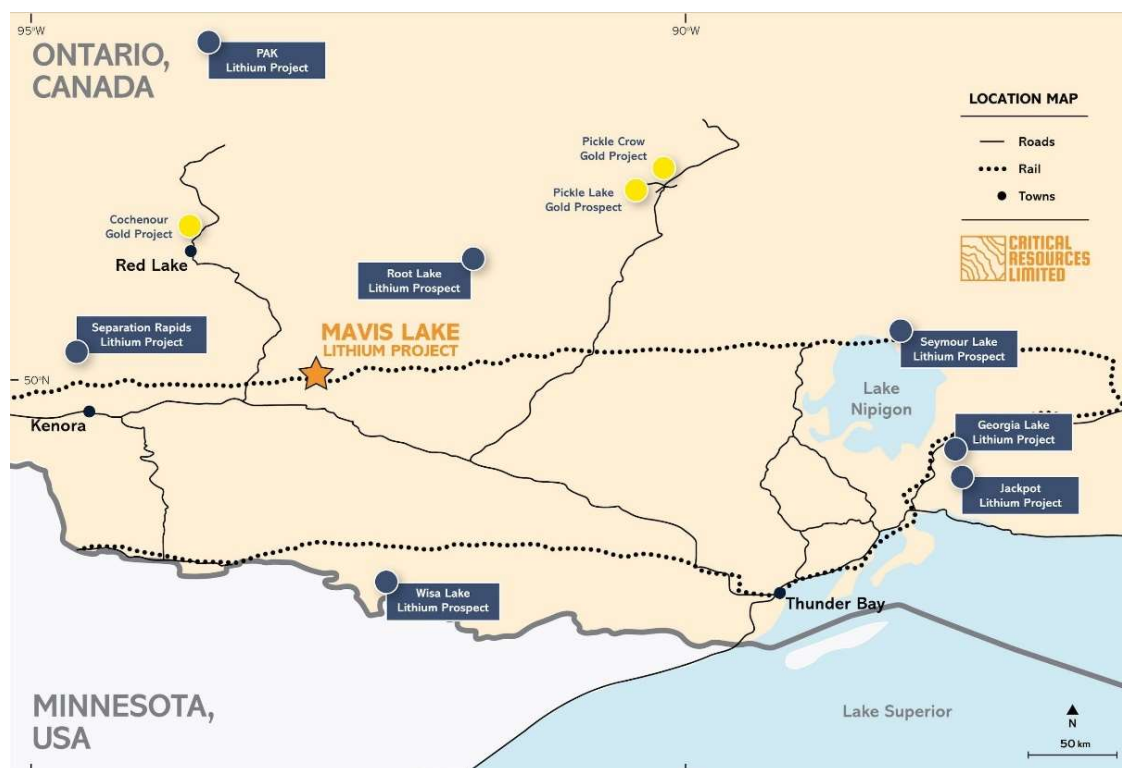 95°W
90°W
ONTARIO,
CANADA
PAK
Lithium Project
LOCATION MAP
Roads
Rail
Towns
CRITICAL
RESOURCES
LIMITED
Pickle Crow
Gold Project
Pickle Lake
Gold Prospect
Cochenour
Gold Project
Red Lake
Root Lake
Lithium Prospect
Separation Rapids
Lithium Project
MAVIS LAKE
LITHIUM PROJECT
Seymour Lake
Lithium Prospect
50°N
Lake
Nipigon
Kenora
Georgia Lake
Lithium Project
Jackpot
Lithium Project
Wisa Lake
Lithium Prospect
Thunder Bay
MINNESOTA,
USA
Lake Superior
N
50 km